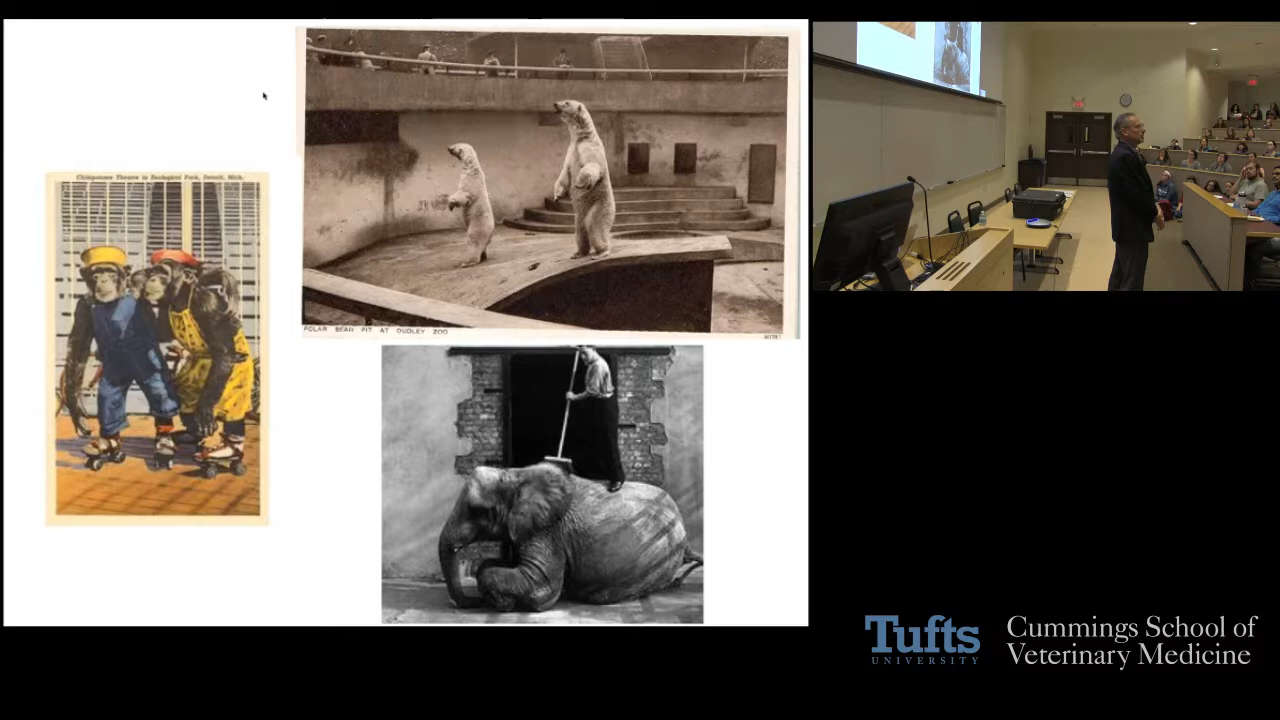 Chimpanzee Theatre in Zoological Park, Detroit, Mich.
POLAR BEAR PIT AT DUDLEY ZOO
Tufts
UNIVERSITY
Cummings School of
Veterinary Medicine